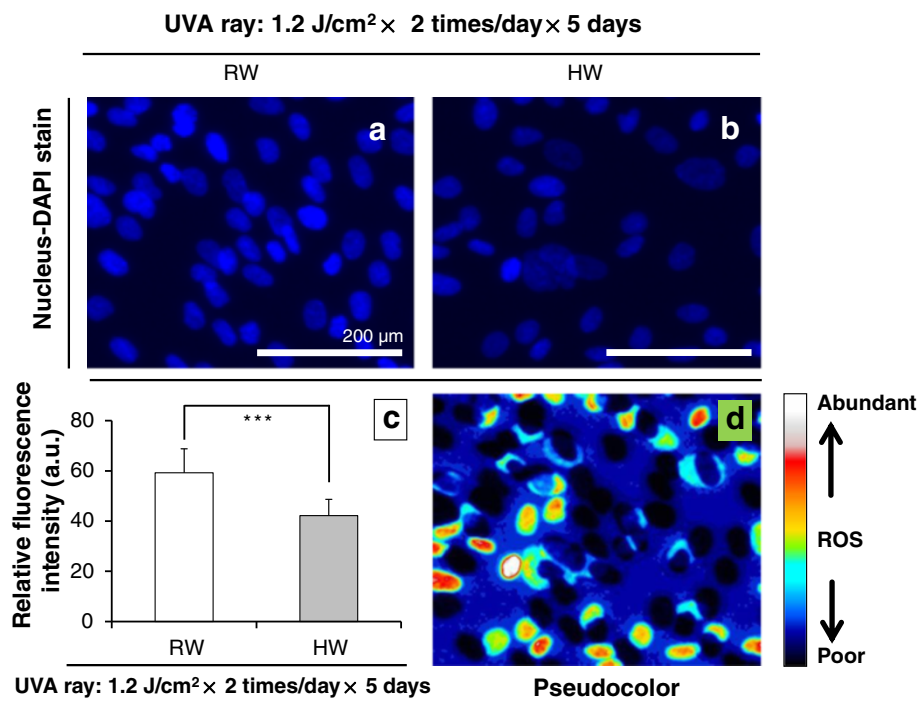 UVA ray: 1.2 J/cm² × 2 times/day × 5 days
RW
HW
Nucleus-DAPI stain
a
b
200 µm
Relative fluorescence
intensity (a.u.)
80
60
40
20
0
***
c
RW
HW
UVA ray: 1.2 J/cm² × 2 times/day × 5 days
d
Pseudocolor
Abundant
ROS
Poor